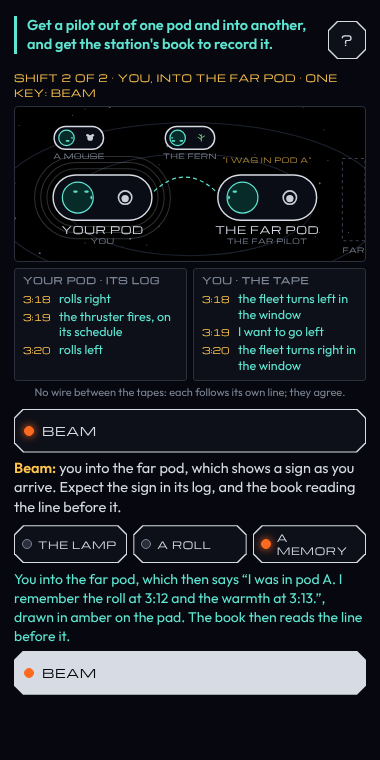 Get a pilot out of one pod and into another,
and get the station's book to record it.
?
SHIFT 2 OF 2 · YOU, INTO THE FAR POD · ONE
KEY: BEAM
A MOUSE
THE FERN
"I WAS IN POD A"
YOUR POD
YOU
THE FAR POD
THE FAR PILOT
FAR
YOUR POD · ITS LOG
3:18 rolls right
3:19 the thruster fires, on
its schedule
3:20 rolls left
YOU · THE TAPE
3:18 the fleet turns left in
the window
3:19 I want to go left
3:20 the fleet turns right in
the window
No wire between the tapes: each follows its own line; they agree.
BEAM
Beam: you into the far pod, which shows a sign as you
arrive. Expect the sign in its log, and the book reading
the line before it.
THE LAMP
A ROLL
A
MEMORY
You into the far pod, which then says “I was in pod A. I
remember the roll at 3:12 and the warmth at 3:13.”,
drawn in amber on the pad. The book then reads the line
before it.
BEAM